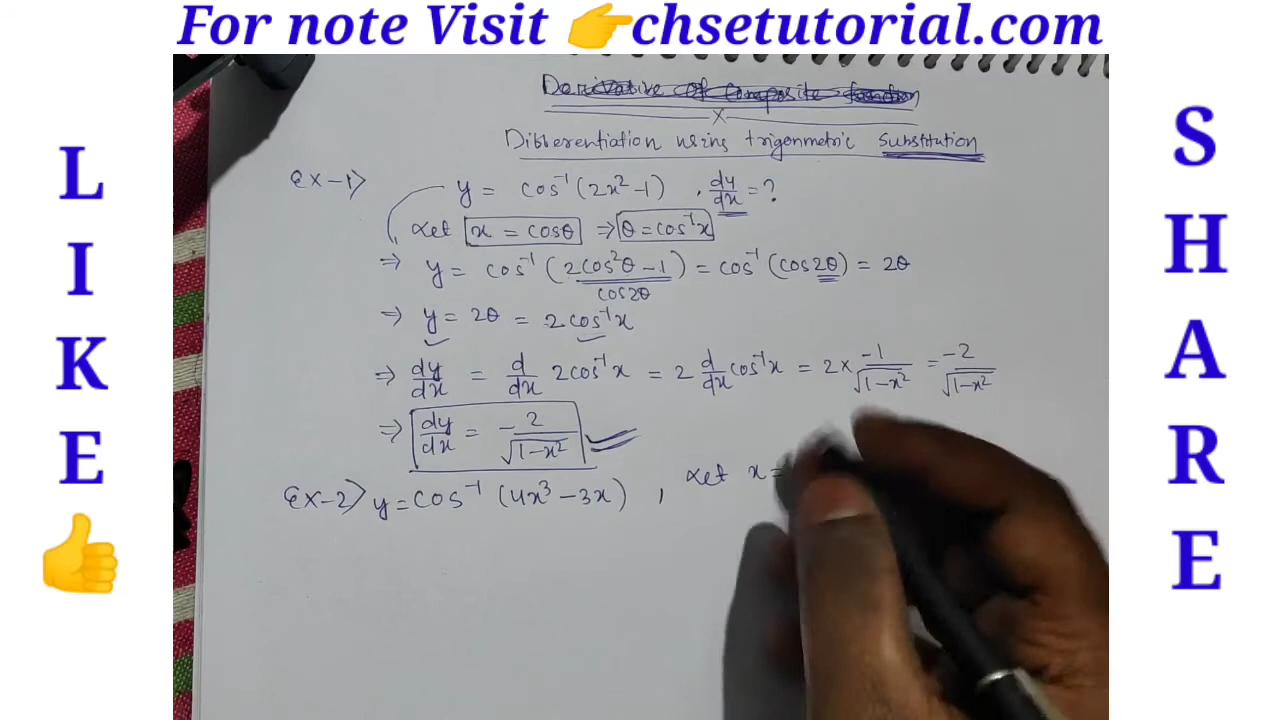 For note Visit 👉chsetutorial.com
LIKE👍
SHARE
Derivative of composite function
x
Differentiation using trigonmetric Substitution
Ex-1> y = cos⁻¹(2x²-1) , dy/dx = ?
Let x = cosθ ⇒ θ = cos⁻¹x
⇒ y = cos⁻¹(2cos²θ-1) = cos⁻¹(cos2θ) = 2θ
cos2θ
⇒ y = 2θ = 2cos⁻¹x
⇒ dy/dx = d/dx 2cos⁻¹x = 2 d/dx cos⁻¹x = 2 × -1/√1-x² = -2/√1-x²
⇒ dy/dx = -2/√1-x²
Ex-2> y = cos⁻¹(4x³-3x) , Let x =